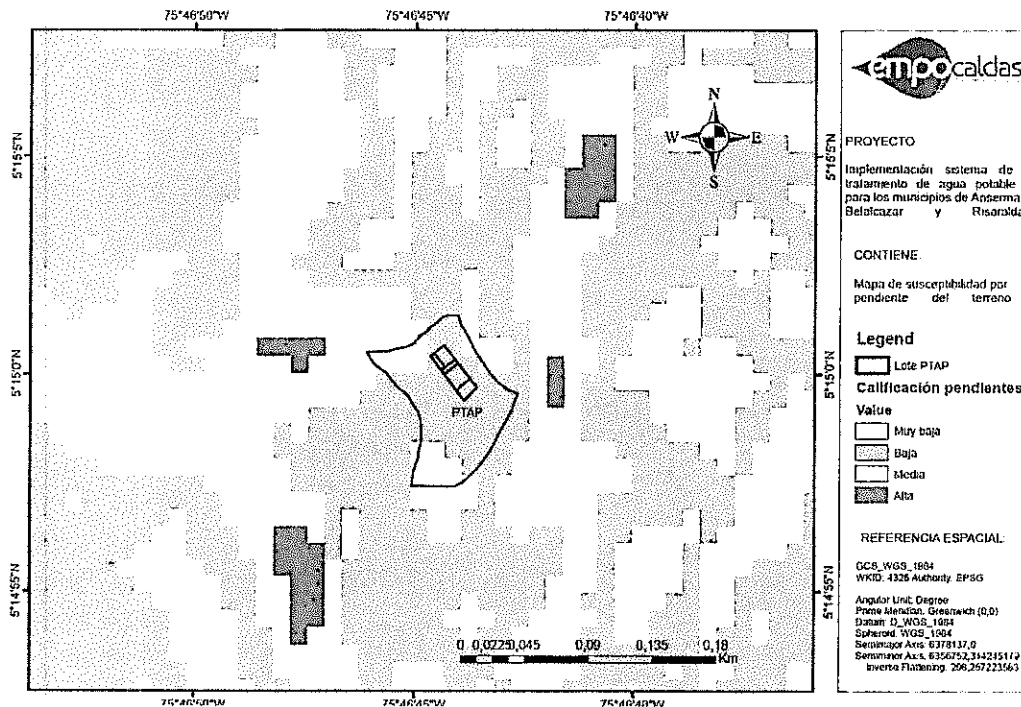 75°46'50"W 75°46'45"W 75°46'40"W
5°15'5"N
5°15'0"N
5°14'55"N
N
W E
S
PTAP
0 0,0225 0,045 0,09 0,135 0,18
Km
75°46'50"W 75°46'45"W 75°46'40"W
5°15'5"N
5°15'0"N
5°14'55"N
empocaldas
PROYECTO
Implementación sistema de
tratamiento de agua potable
para los municipios de Anserma
Belalcazar y Risaralda
CONTIENE:
Mapa de susceptibilidad por
pendiente del terreno
Legend
Lote PTAP
Calificación pendientes
Value
Muy baja
Baja
Media
Alta
REFERENCIA ESPACIAL:
GCS_WGS_1984
WKID: 4326 Authority: EPSG
Angular Unit: Degree
Prime Meridian: Greenwich (0,0)
Datum: D_WGS_1984
Spheroid: WGS_1984
Semimajor Axis: 6378137,0
Semiminor Axis: 6356752,314245179
Inverse Flattening: 298,257223563